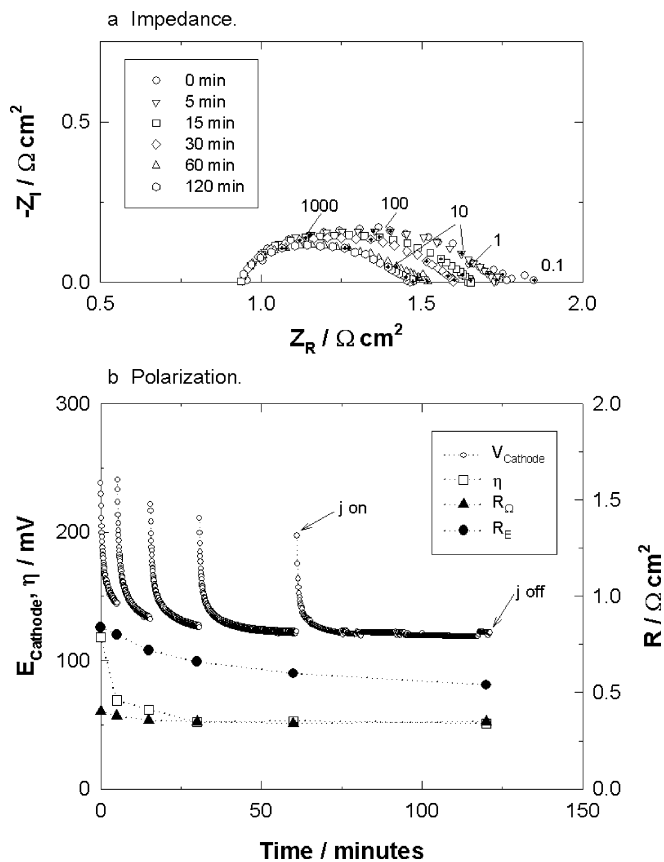 a Impedance.
-Z_I / Ω cm²
0.5
0.0
0 min
5 min
15 min
30 min
60 min
120 min
1000
100
10
1
0.1
0.5
1.0
1.5
2.0
Z_R / Ω cm²
b Polarization.
E_Cathode, η / mV
300
200
100
0
V_Cathode
η
R_Ω
R_E
j on
j off
2.0
1.5
1.0
0.5
0.0
R / Ω cm²
0
50
100
150
Time / minutes